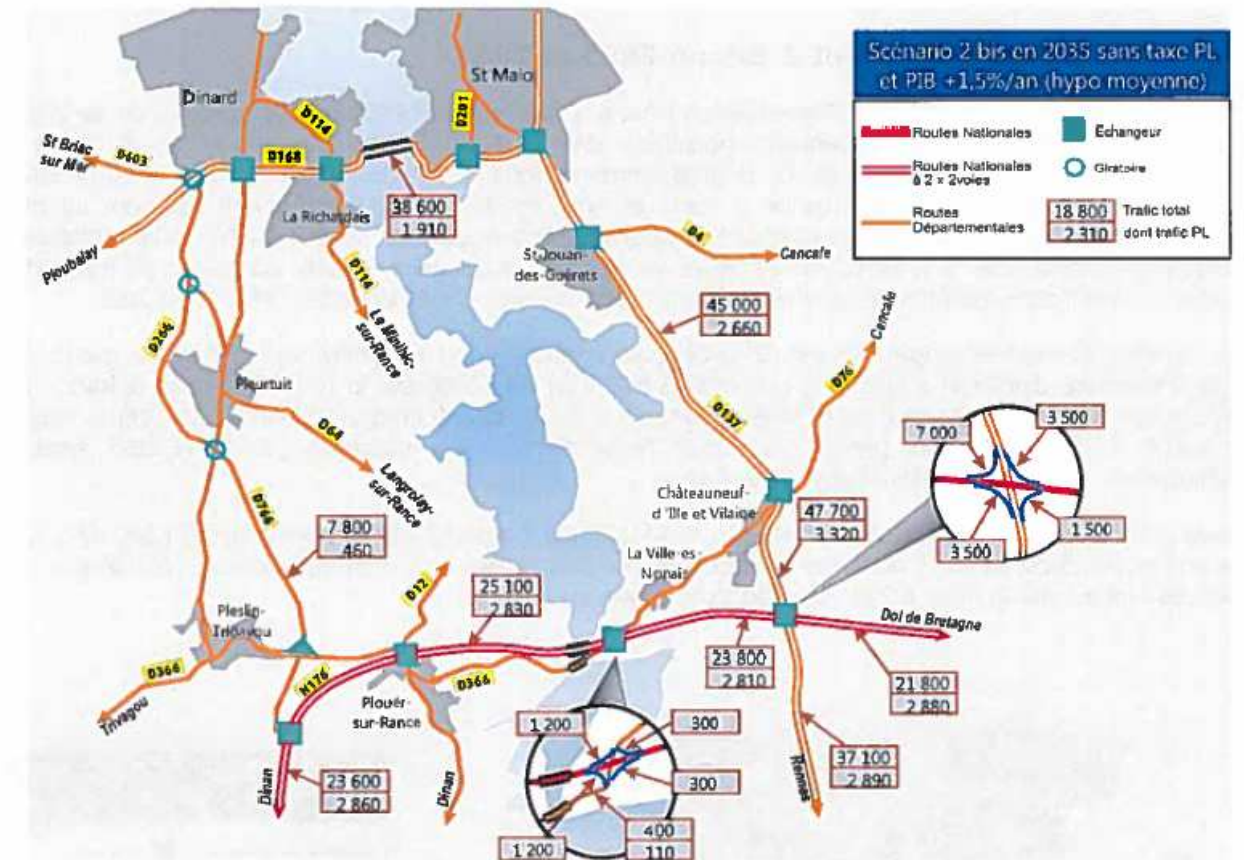 Scénario 2 bis en 2035 sans taxe PL
et PIB +1,5%/an (hypo moyenne)
Routes Nationales
Echangeur
Routes Nationales
à 2 x 2voies
Giratoire
Routes
Départementales
18 800
2 310
Trafic total
dont trafic PL
St Malo
Dinard
D114
D201
St Briac
sur Mer
D603
D168
La Richardais
38 600
1 910
Ploubalay
D114
La Minihic-
sur-Rance
St Jouan-
des-Guérets
D4
Cancale
45 000
2 660
Cancale
D266
Pleurtuit
D64
Langrolay-
sur-Rance
D137
D76
7 000
3 500
3 500
1 500
Châteauneuf-
d'Ille et Vilaine
47 700
3 320
D766
7 800
460
La Ville-es-
Nonais
25 100
2 830
D12
Pleslin-
Trigavou
Dol de Bretagne
D366
Trivagou
N176
D366
Plouër-
sur-Rance
23 800
2 810
21 800
2 880
1 200
300
300
37 100
2 890
Rennes
Dinan
23 600
2 860
Dinan
400
110
1 200